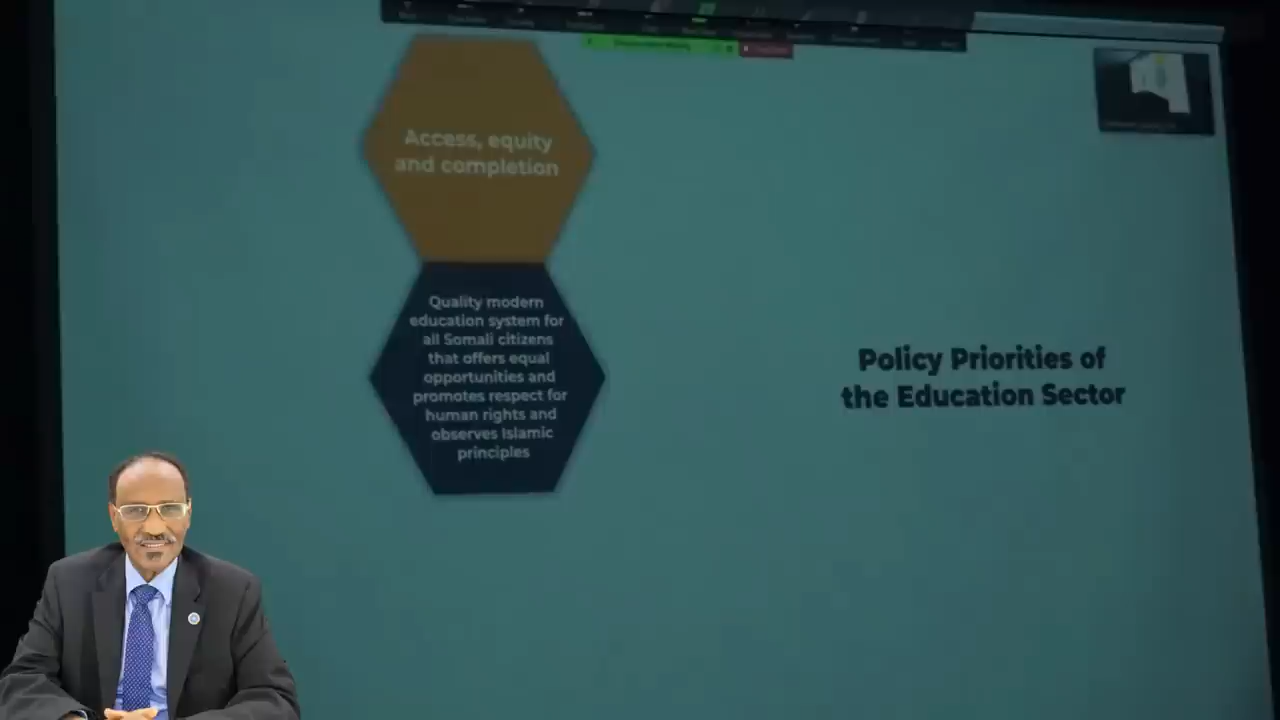 Access, equity
and completion
Quality modern
education system for
all Somali citizens
that offers equal
opportunities and
promotes respect for
human rights and
observes Islamic
principles
Policy Priorities of
the Education Sector